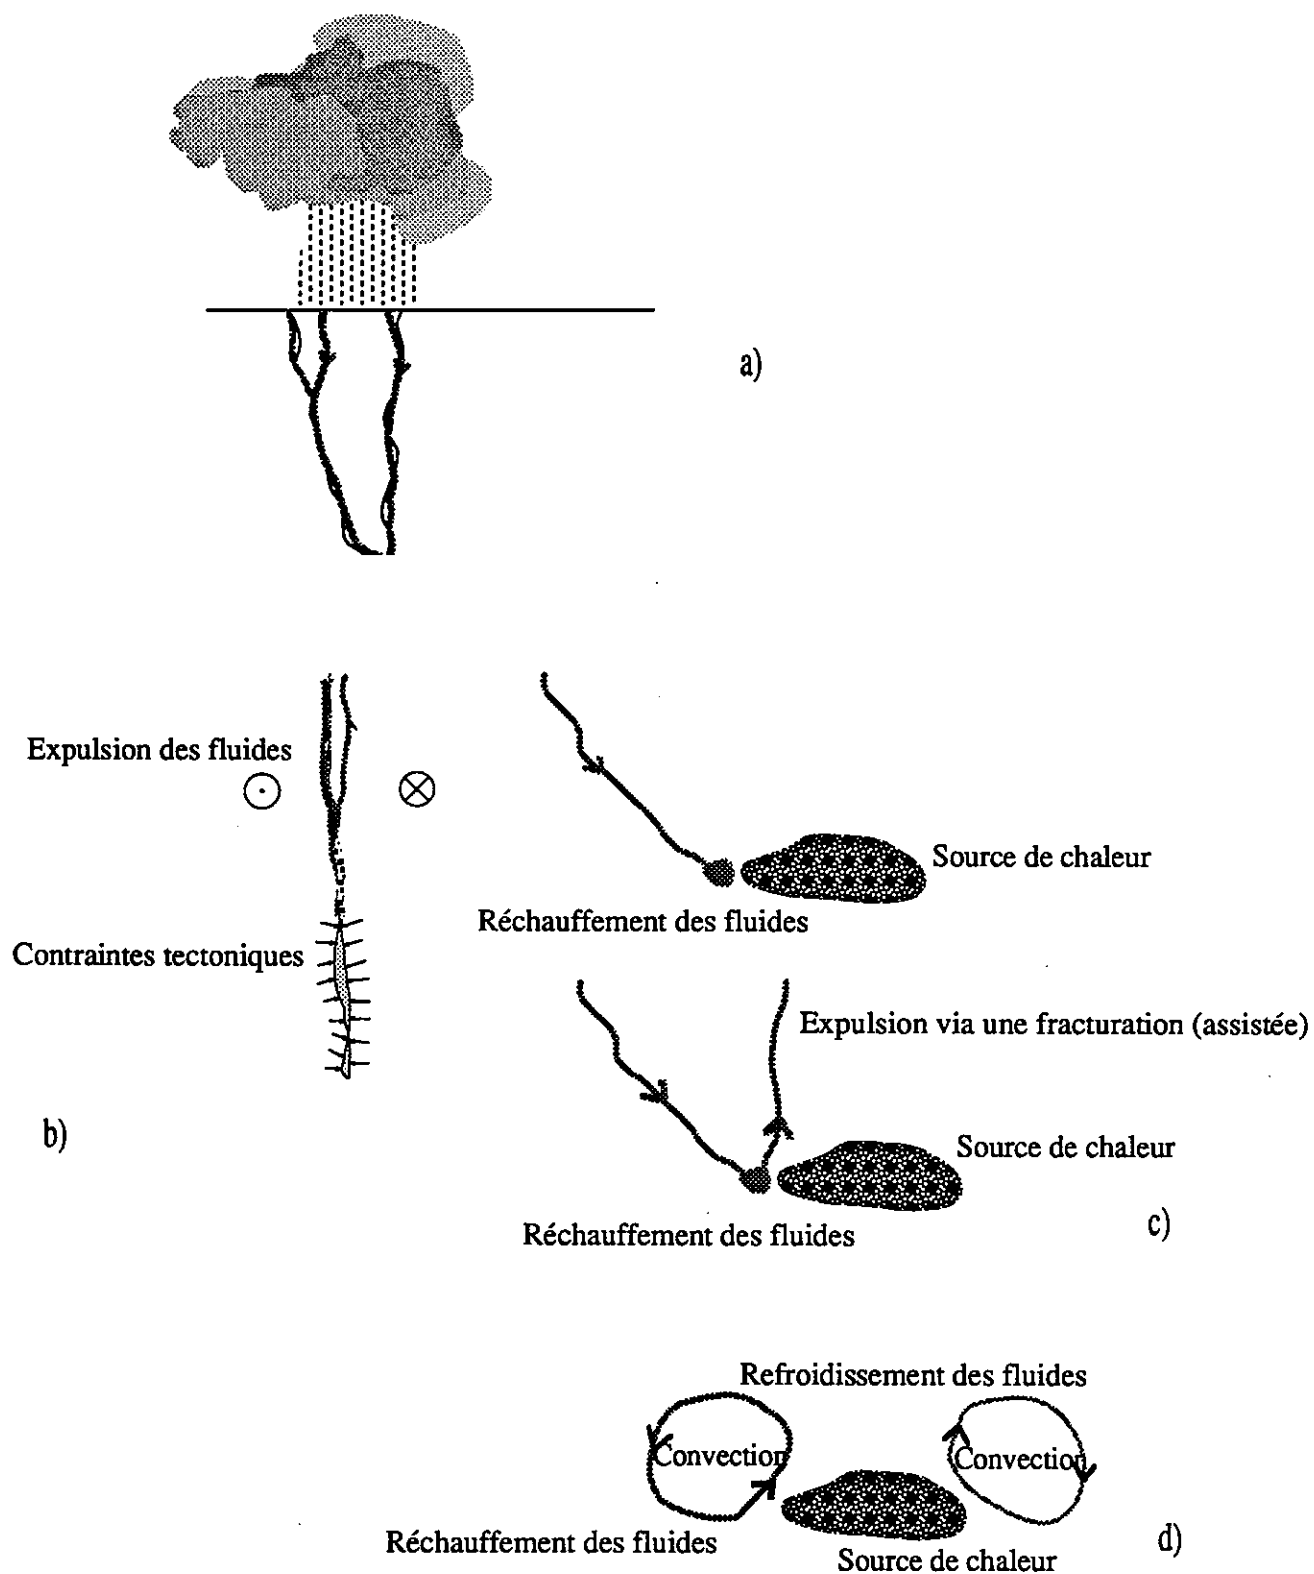 a)
Expulsion des fluides
Source de chaleur
Réchauffement des fluides
Contraintes tectoniques
Expulsion via une fracturation (assistée)
b)
Source de chaleur
Réchauffement des fluides
c)
Refroidissement des fluides
Convection
Convection
Réchauffement des fluides
Source de chaleur
d)